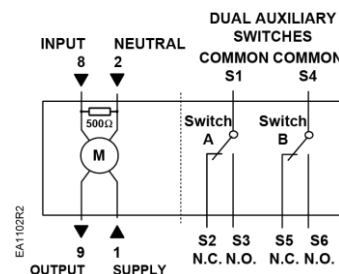 DUAL AUXILIARY
SWITCHES
INPUT NEUTRAL
COMMON COMMON
8 2
S1 S4
500Ω
Switch A
Switch B
M
EA1102R2
9 1
OUTPUT SUPPLY
S2 S3 S5 S6
N.C. N.O. N.C. N.O.